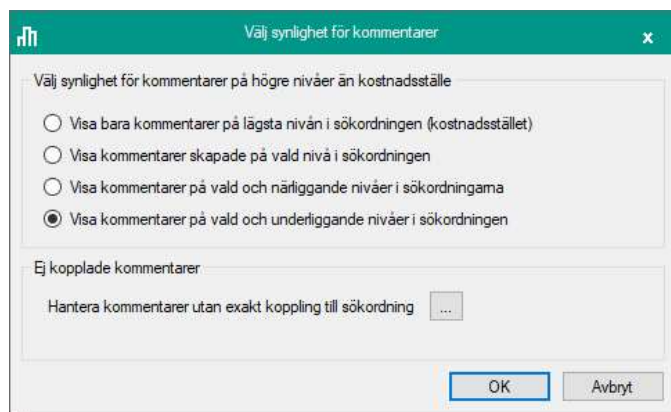 Välj synlighet för kommentarer
x
Välj synlighet för kommentarer på högre nivåer än kostnadsställe
Visa bara kommentarer på lägsta nivån i sökordningen (kostnadsstället)
Visa kommentarer skapade på vald nivå i sökordningen
Visa kommentarer på vald och närliggande nivåer i sökordningarna
Visa kommentarer på vald och underliggande nivåer i sökordningen
Ej kopplade kommentarer
Hantera kommentarer utan exakt koppling till sökordning ...
OK Avbryt